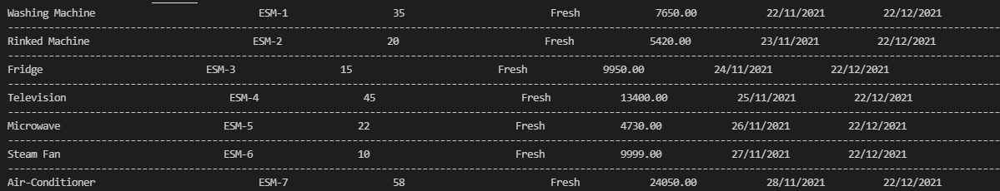 Washing Machine ESM-1 35 Fresh 7650.00 22/11/2021 22/12/2021
Rinked Machine ESM-2 20 Fresh 5420.00 23/11/2021 22/12/2021
Fridge ESM-3 15 Fresh 9950.00 24/11/2021 22/12/2021
Television ESM-4 45 Fresh 13400.00 25/11/2021 22/12/2021
Microwave ESM-5 22 Fresh 4730.00 26/11/2021 22/12/2021
Steam Fan ESM-6 10 Fresh 9999.00 27/11/2021 22/12/2021
Air-Conditioner ESM-7 58 Fresh 24050.00 28/11/2021 22/12/2021